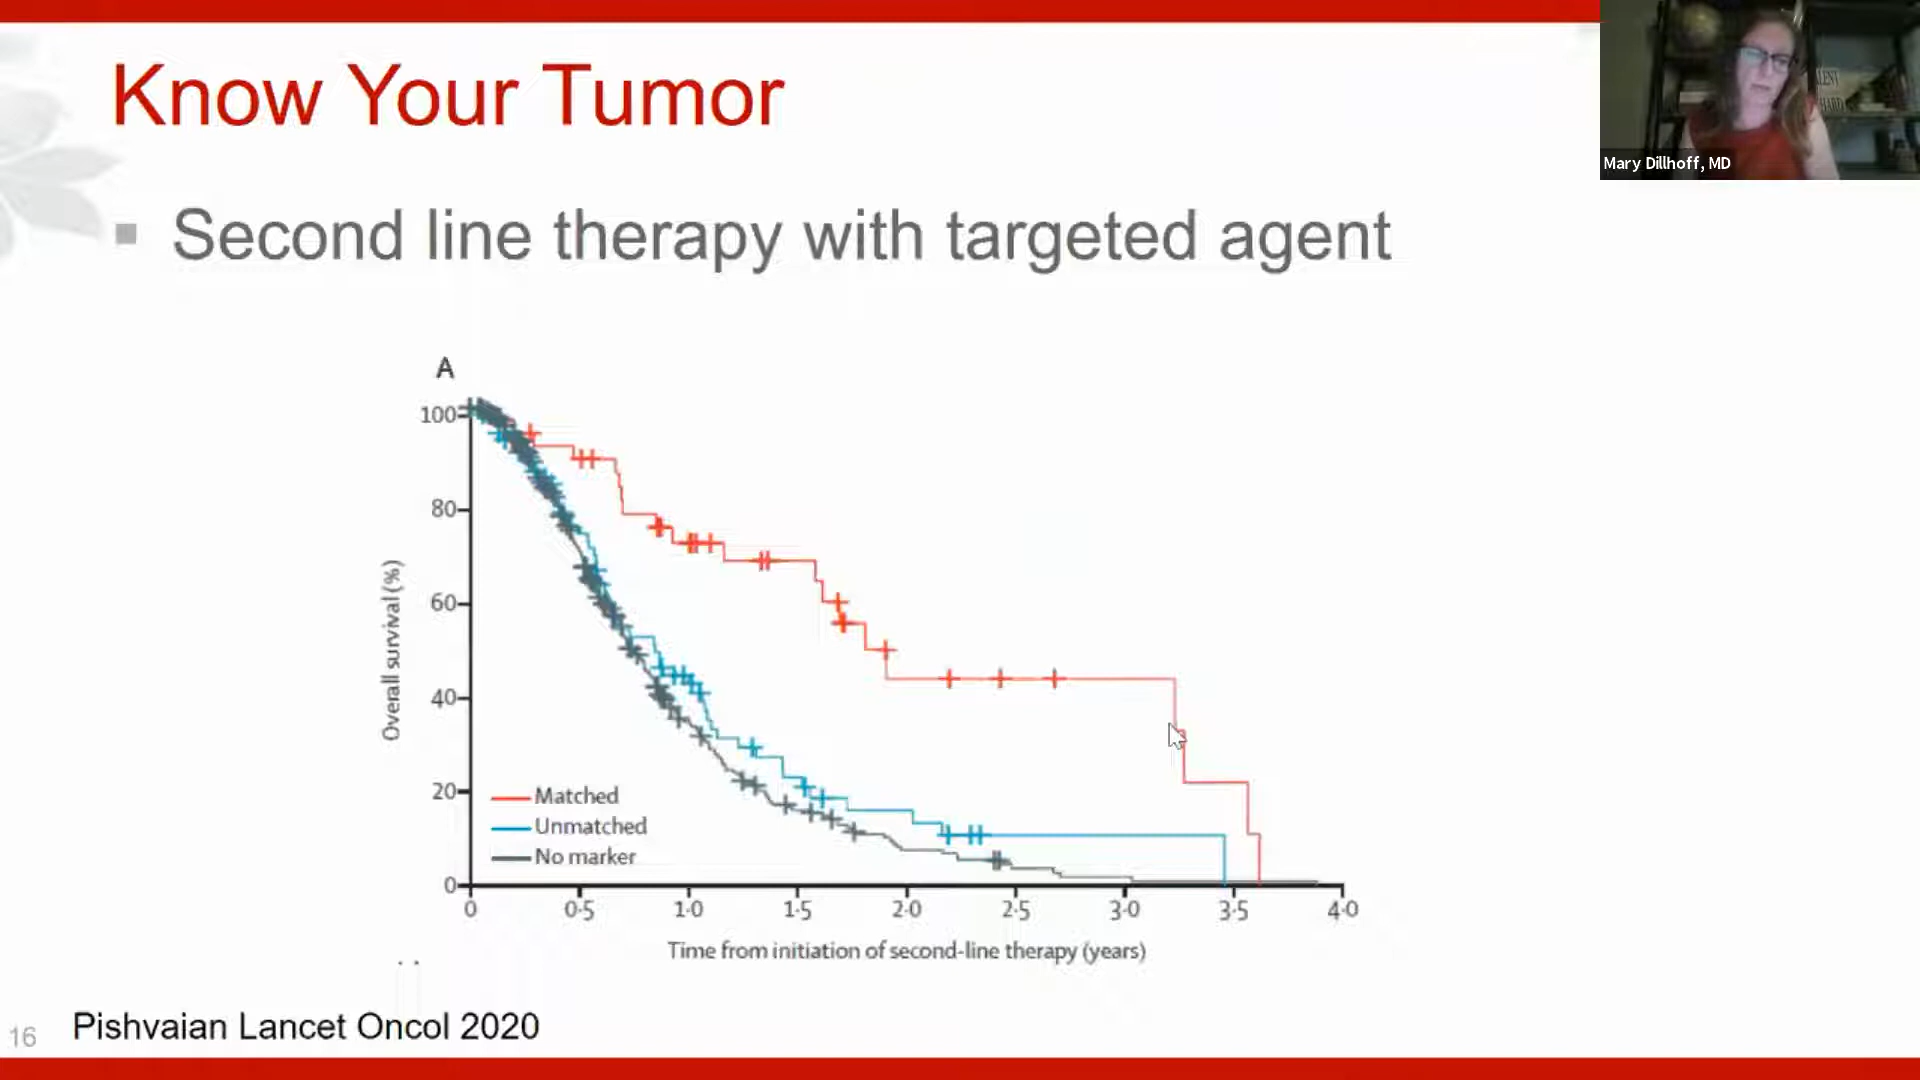 Know Your Tumor
Mary Dillhoff, MD
Second line therapy with targeted agent
A
100
80
60
40
20
0
Overall survival (%)
Matched
Unmatched
No marker
0 0·5 1·0 1·5 2·0 2·5 3·0 3·5 4·0
Time from initiation of second-line therapy (years)
Pishvaian Lancet Oncol 2020
16